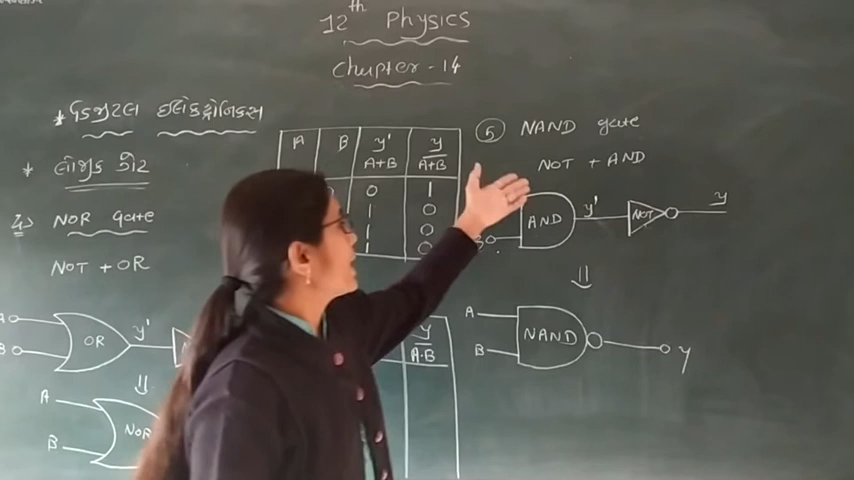 12th Physics
Chapter - 14
* ડિજીટલ ઇલેક્ટ્રોનિક્સ
* લોજીક ગેટ
4> NOR gate
NOT + OR
A
B
OR
y'
A
B
NOR
A B y' y
A+B A+B
0 1
1 0
1 0
1 0
y
A·B
5 NAND gate
NOT + AND
B
AND
y'
NOT
y
A
B
NAND
y